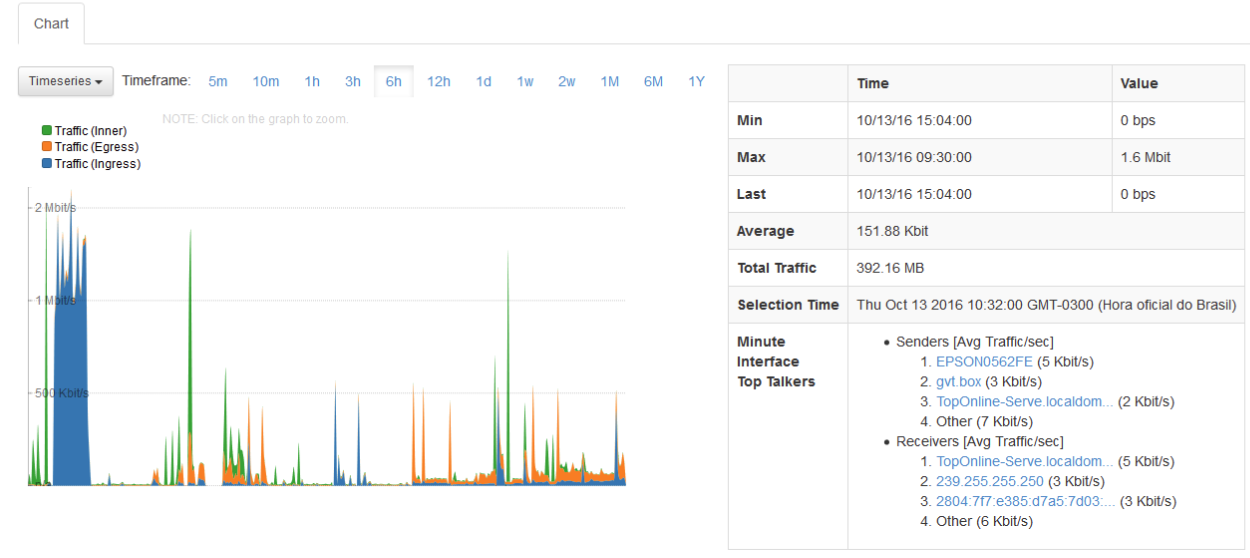 Chart
Timeseries Timeframe: 5m 10m 1h 3h 6h 12h 1d 1w 2w 1M 6M 1Y
NOTE: Click on the graph to zoom.
Traffic (Inner)
Traffic (Egress)
Traffic (Ingress)
2 Mbit/s
1 Mbit/s
500 Kbit/s
Time Value
Min 10/13/16 15:04:00 0 bps
Max 10/13/16 09:30:00 1.6 Mbit
Last 10/13/16 15:04:00 0 bps
Average 151.88 Kbit
Total Traffic 392.16 MB
Selection Time Thu Oct 13 2016 10:32:00 GMT-0300 (Hora oficial do Brasil)
Minute
Interface
Top Talkers
Senders [Avg Traffic/sec]
1. EPSON0562FE (5 Kbit/s)
2. gvt.box (3 Kbit/s)
3. TopOnline-Serve.localdom... (2 Kbit/s)
4. Other (7 Kbit/s)
Receivers [Avg Traffic/sec]
1. TopOnline-Serve.localdom... (5 Kbit/s)
2. 239.255.255.250 (3 Kbit/s)
3. 2804:7f7:e385:d7a5:7d03:... (3 Kbit/s)
4. Other (6 Kbit/s)